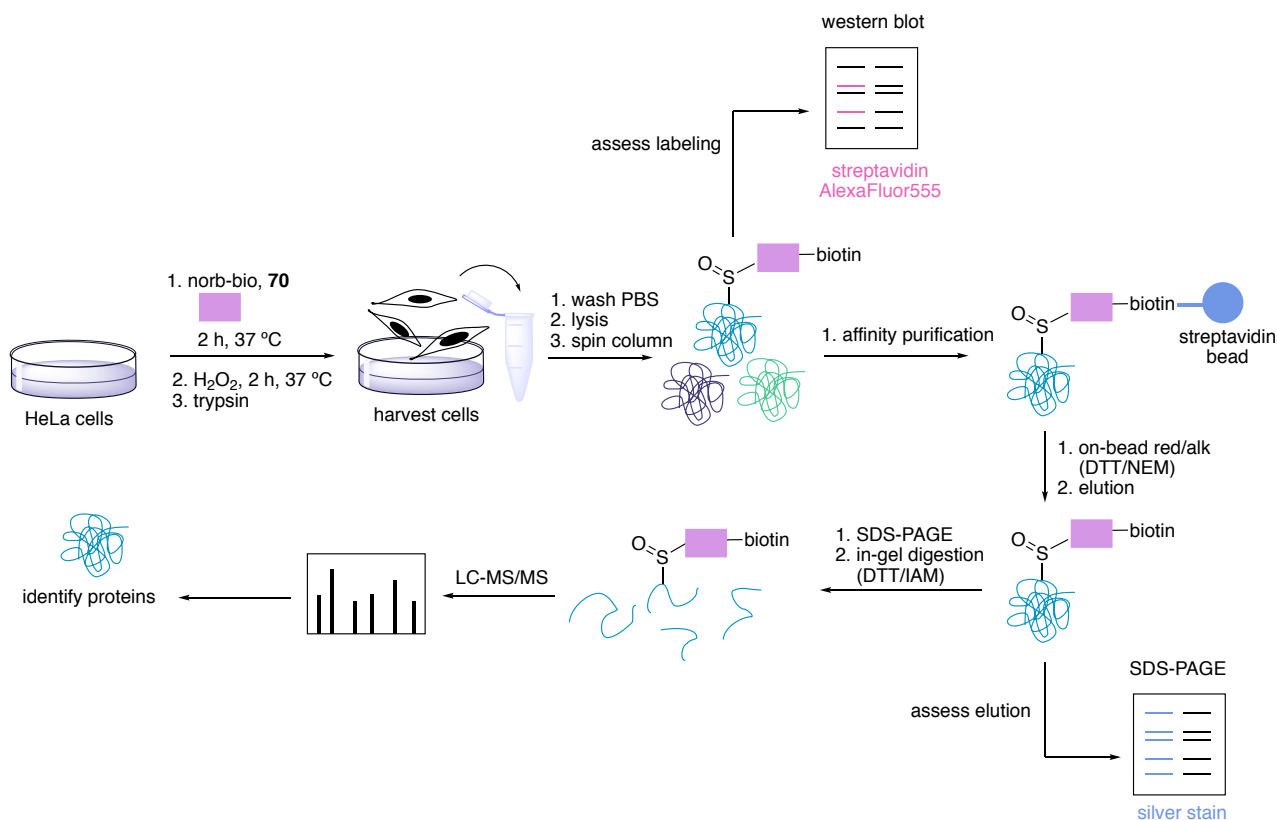 western blot
assess labeling
streptavidin
AlexaFluor555
1. norb-bio, 70
2 h, 37 ºC
2. H₂O₂, 2 h, 37 ºC
3. trypsin
HeLa cells
harvest cells
1. wash PBS
2. lysis
3. spin column
O
S
biotin
1. affinity purification
O
S
biotin
streptavidin
bead
1. on-bead red/alk
(DTT/NEM)
2. elution
O
S
biotin
1. SDS-PAGE
2. in-gel digestion
(DTT/IAM)
O
S
biotin
LC-MS/MS
identify proteins
assess elution
SDS-PAGE
silver stain